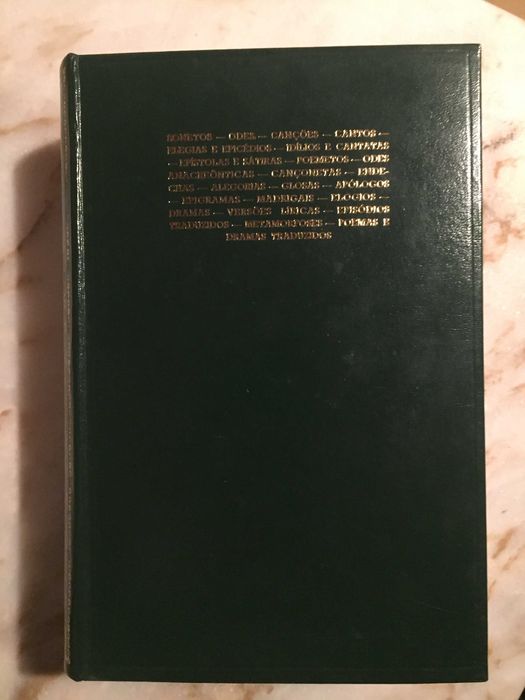 SONETOS — ODES — CANÇÕES — CANTOS —
ELEGIAS E EPICÉDIOS — IDÍLIOS E CANTATAS
— EPÍSTOLAS E SÁTIRAS — POEMETOS — ODES
ANACREÔNTICAS — CANÇONETAS — ENDE-
CHAS — ALEGORIAS — GLOSAS — APÓLOGOS
— EPIGRAMAS — MADRIGAIS — ELOGIOS —
DRAMAS — VERSÕES LÍRICAS — EPISÓDIOS
TRADUZIDOS — METAMORFOSES — POEMAS E
DRAMAS TRADUZIDOS